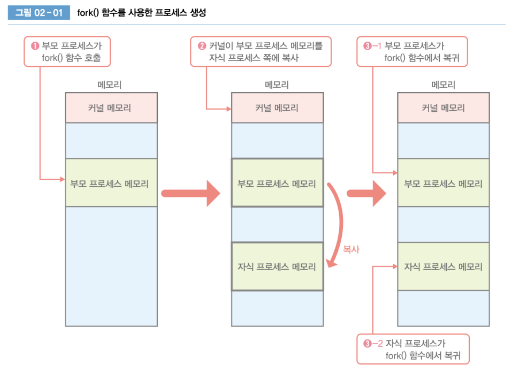 그림 02-01 fork() 함수를 사용한 프로세스 생성
❶ 부모 프로세스가
fork() 함수 호출
❷ 커널이 부모 프로세스 메모리를
자식 프로세스 쪽에 복사
❸-1 부모 프로세스가
fork() 함수에서 복귀
메모리
커널 메모리
부모 프로세스 메모리
메모리
커널 메모리
부모 프로세스 메모리
자식 프로세스 메모리
복사
메모리
커널 메모리
부모 프로세스 메모리
자식 프로세스 메모리
❸-2 자식 프로세스가
fork() 함수에서 복귀